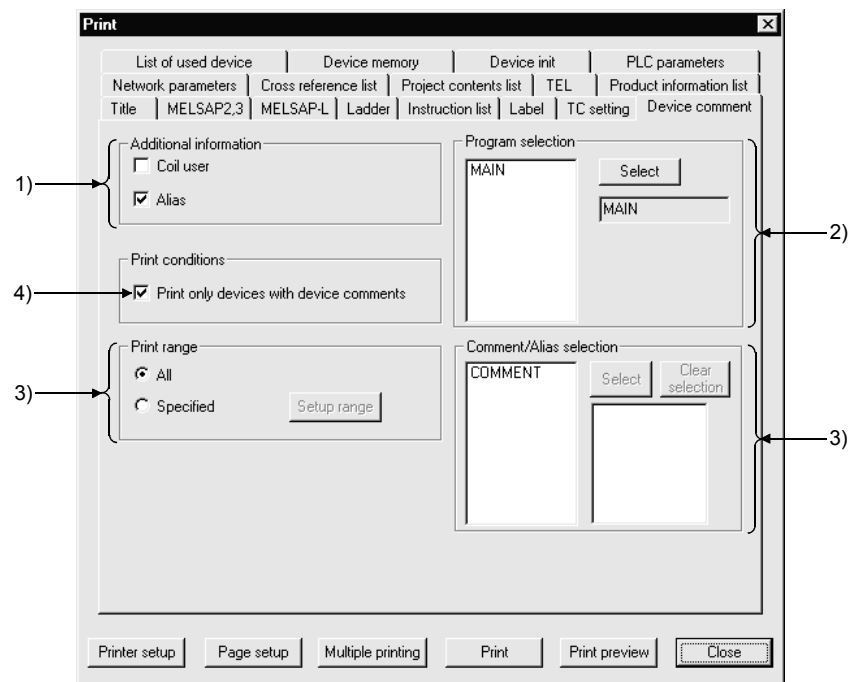 Print
List of used device Device memory Device init PLC parameters
Network parameters Cross reference list Project contents list TEL Product information list
Title MELSAP2,3 MELSAP-L Ladder Instruction list Label TC setting Device comment
Additional information
Coil user
Alias
1)
Program selection
MAIN
Select
MAIN
2)
Print conditions
4)
Print only devices with device comments
Print range
All
Specified
Setup range
3)
Comment/Alias selection
COMMENT
Select
Clear
selection
3)
Printer setup Page setup Multiple printing Print Print preview Close